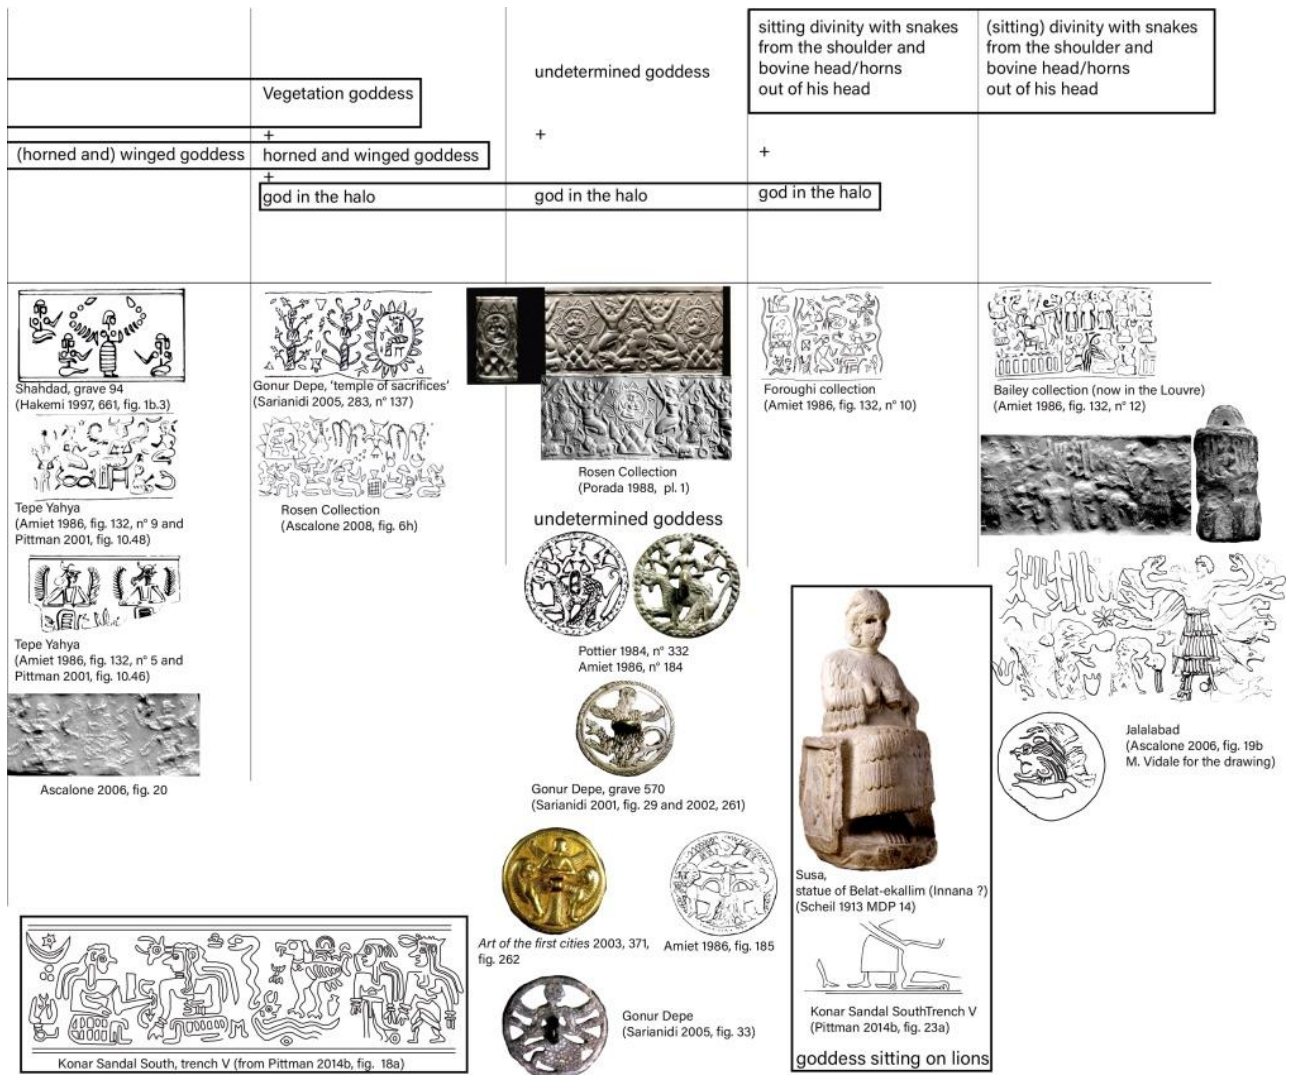 (horned and) winged goddess
Vegetation goddess
+
horned and winged goddess
+
god in the halo
undetermined goddess
+
god in the halo
sitting divinity with snakes
from the shoulder and
bovine head/horns
out of his head
+
god in the halo
(sitting) divinity with snakes
from the shoulder and
bovine head/horns
out of his head
Shahdad, grave 94
(Hakemi 1997, 661, fig. 1b.3)
Tepe Yahya
(Amiet 1986, fig. 132, n° 9 and
Pittman 2001, fig. 10.48)
Tepe Yahya
(Amiet 1986, fig. 132, n° 5 and
Pittman 2001, fig. 10.46)
Ascalone 2006, fig. 20
Gonur Depe, ‘temple of sacrifices’
(Sarianidi 2005, 283, n° 137)
Rosen Collection
(Ascalone 2008, fig. 6h)
Rosen Collection
(Porada 1988, pl. 1)
undetermined goddess
Pottier 1984, n° 332
Amiet 1986, n° 184
Gonur Depe, grave 570
(Sarianidi 2001, fig. 29 and 2002, 261)
Art of the first cities 2003, 371,
fig. 262
Amiet 1986, fig. 185
Gonur Depe
(Sarianidi 2005, fig. 33)
Foroughi collection
(Amiet 1986, fig. 132, n° 10)
Susa,
statue of Belat-ekallim (Innana ?)
(Scheil 1913 MDP 14)
Konar Sandal SouthTrench V
(Pittman 2014b, fig. 23a)
goddess sitting on lions
Bailey collection (now in the Louvre)
(Amiet 1986, fig. 132, n° 12)
Jalalabad
(Ascalone 2006, fig. 19b
M. Vidale for the drawing)
Konar Sandal South, trench V (from Pittman 2014b, fig. 18a)